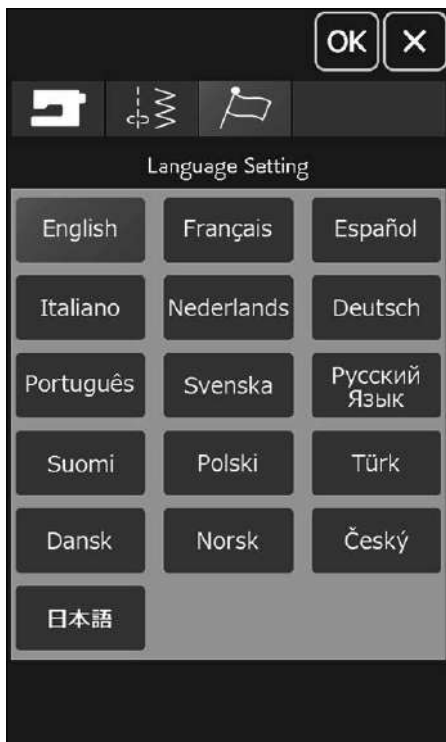 OK X
Language Setting
English Français Español
Italiano Nederlands Deutsch
Português Svenska Русский
Язык
Suomi Polski Türk
Dansk Norsk Český
日本語